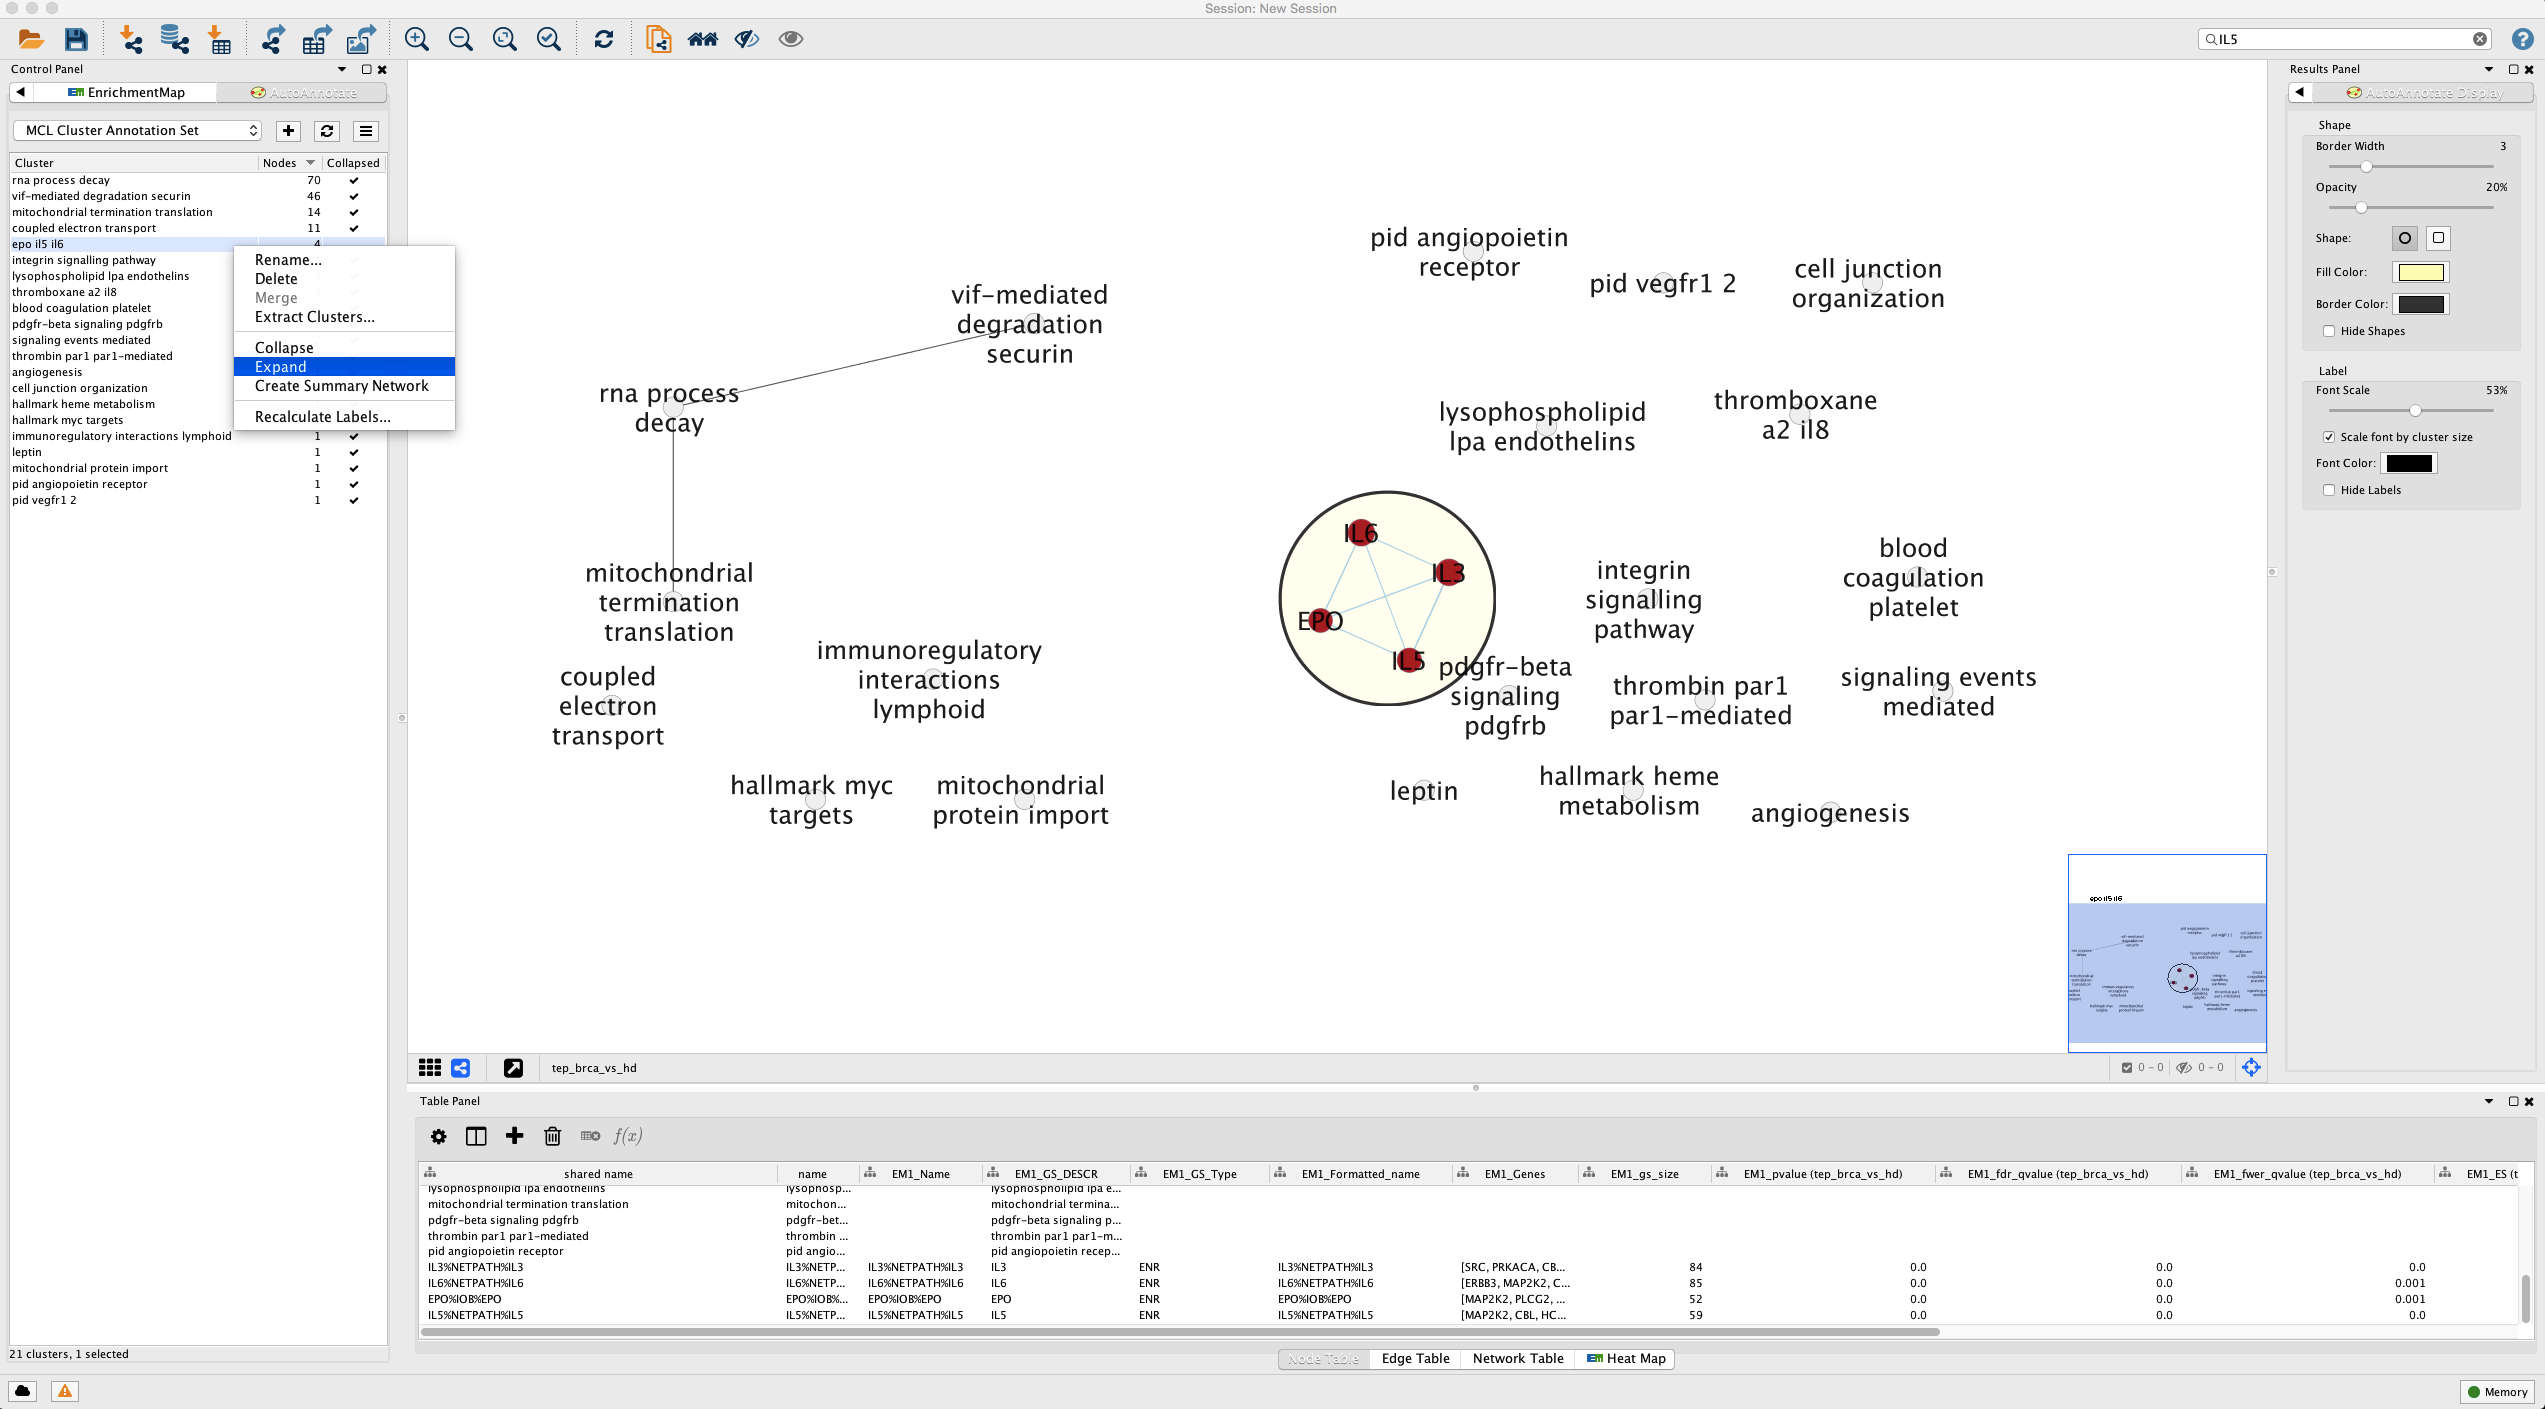 Session: New Session
IL5
Control Panel
EnrichmentMap
AutoAnnotate
MCL Cluster Annotation Set
Cluster Nodes Collapsed
rna process decay 70
vif-mediated degradation securin 46
mitochondrial termination translation 14
coupled electron transport 11
epo il5 il6 4
integrin signalling pathway
lysophospholipid lpa endothelins
thromboxane a2 il8
blood coagulation platelet
pdgfr-beta signaling pdgfrb
signaling events mediated
thrombin par1 par1-mediated
angiogenesis
cell junction organization
hallmark heme metabolism
hallmark myc targets
immunoregulatory interactions lymphoid 1
leptin 1
mitochondrial protein import 1
pid angiopoietin receptor 1
pid vegfr1 2 1
21 clusters, 1 selected
Rename...
Delete
Merge
Extract Clusters...
Collapse
Expand
Create Summary Network
Recalculate Labels...
vif-mediated
degradation
securin
rna process
decay
mitochondrial
termination
translation
coupled
electron
transport
immunoregulatory
interactions
lymphoid
hallmark myc
targets
mitochondrial
protein import
pid angiopoietin
receptor
pid vegfr1 2
cell junction
organization
lysophospholipid
lpa endothelins
thromboxane
a2 il8
IL6
IL3
EPO
IL5
integrin
signalling
pathway
blood
coagulation
platelet
pdgfr-beta
signaling
pdgfrb
thrombin par1
par1-mediated
signaling events
mediated
leptin
hallmark heme
metabolism
angiogenesis
epo il5 il6
tep_brca_vs_hd
0 - 0
0 - 0
Results Panel
AutoAnnotate Display
Shape
Border Width 3
Opacity 20%
Shape:
Fill Color:
Border Color:
Hide Shapes
Label
Font Scale 53%
Scale font by cluster size
Font Color:
Hide Labels
Table Panel
f(x)
shared name name EM1_Name EM1_GS_DESCR EM1_GS_Type EM1_Formatted_name EM1_Genes EM1_gs_size EM1_pvalue (tep_brca_vs_hd) EM1_fdr_qvalue (tep_brca_vs_hd) EM1_fwer_qvalue (tep_brca_vs_hd) EM1_ES (t
lysophospholipid lpa endothelins lysophosp... lysophospholipid lpa e...
mitochondrial termination translation mitochon... mitochondrial termina...
pdgfr-beta signaling pdgfrb pdgfr-bet... pdgfr-beta signaling p...
thrombin par1 par1-mediated thrombin ... thrombin par1 par1-m...
pid angiopoietin receptor pid angio... pid angiopoietin recep...
IL3%NETPATH%IL3 IL3%NETP... IL3%NETPATH%IL3 IL3 ENR IL3%NETPATH%IL3 [SRC, PRKACA, CB... 84 0.0 0.0 0.0
IL6%NETPATH%IL6 IL6%NETP... IL6%NETPATH%IL6 IL6 ENR IL6%NETPATH%IL6 [ERBB3, MAP2K2, C... 85 0.0 0.0 0.001
EPO%IOB%EPO EPO%IOB%... EPO%IOB%EPO EPO ENR EPO%IOB%EPO [MAP2K2, PLCG2, ... 52 0.0 0.0 0.001
IL5%NETPATH%IL5 IL5%NETP... IL5%NETPATH%IL5 IL5 ENR IL5%NETPATH%IL5 [MAP2K2, CBL, HC... 59 0.0 0.0 0.0
Node Table
Edge Table
Network Table
Heat Map
Memory